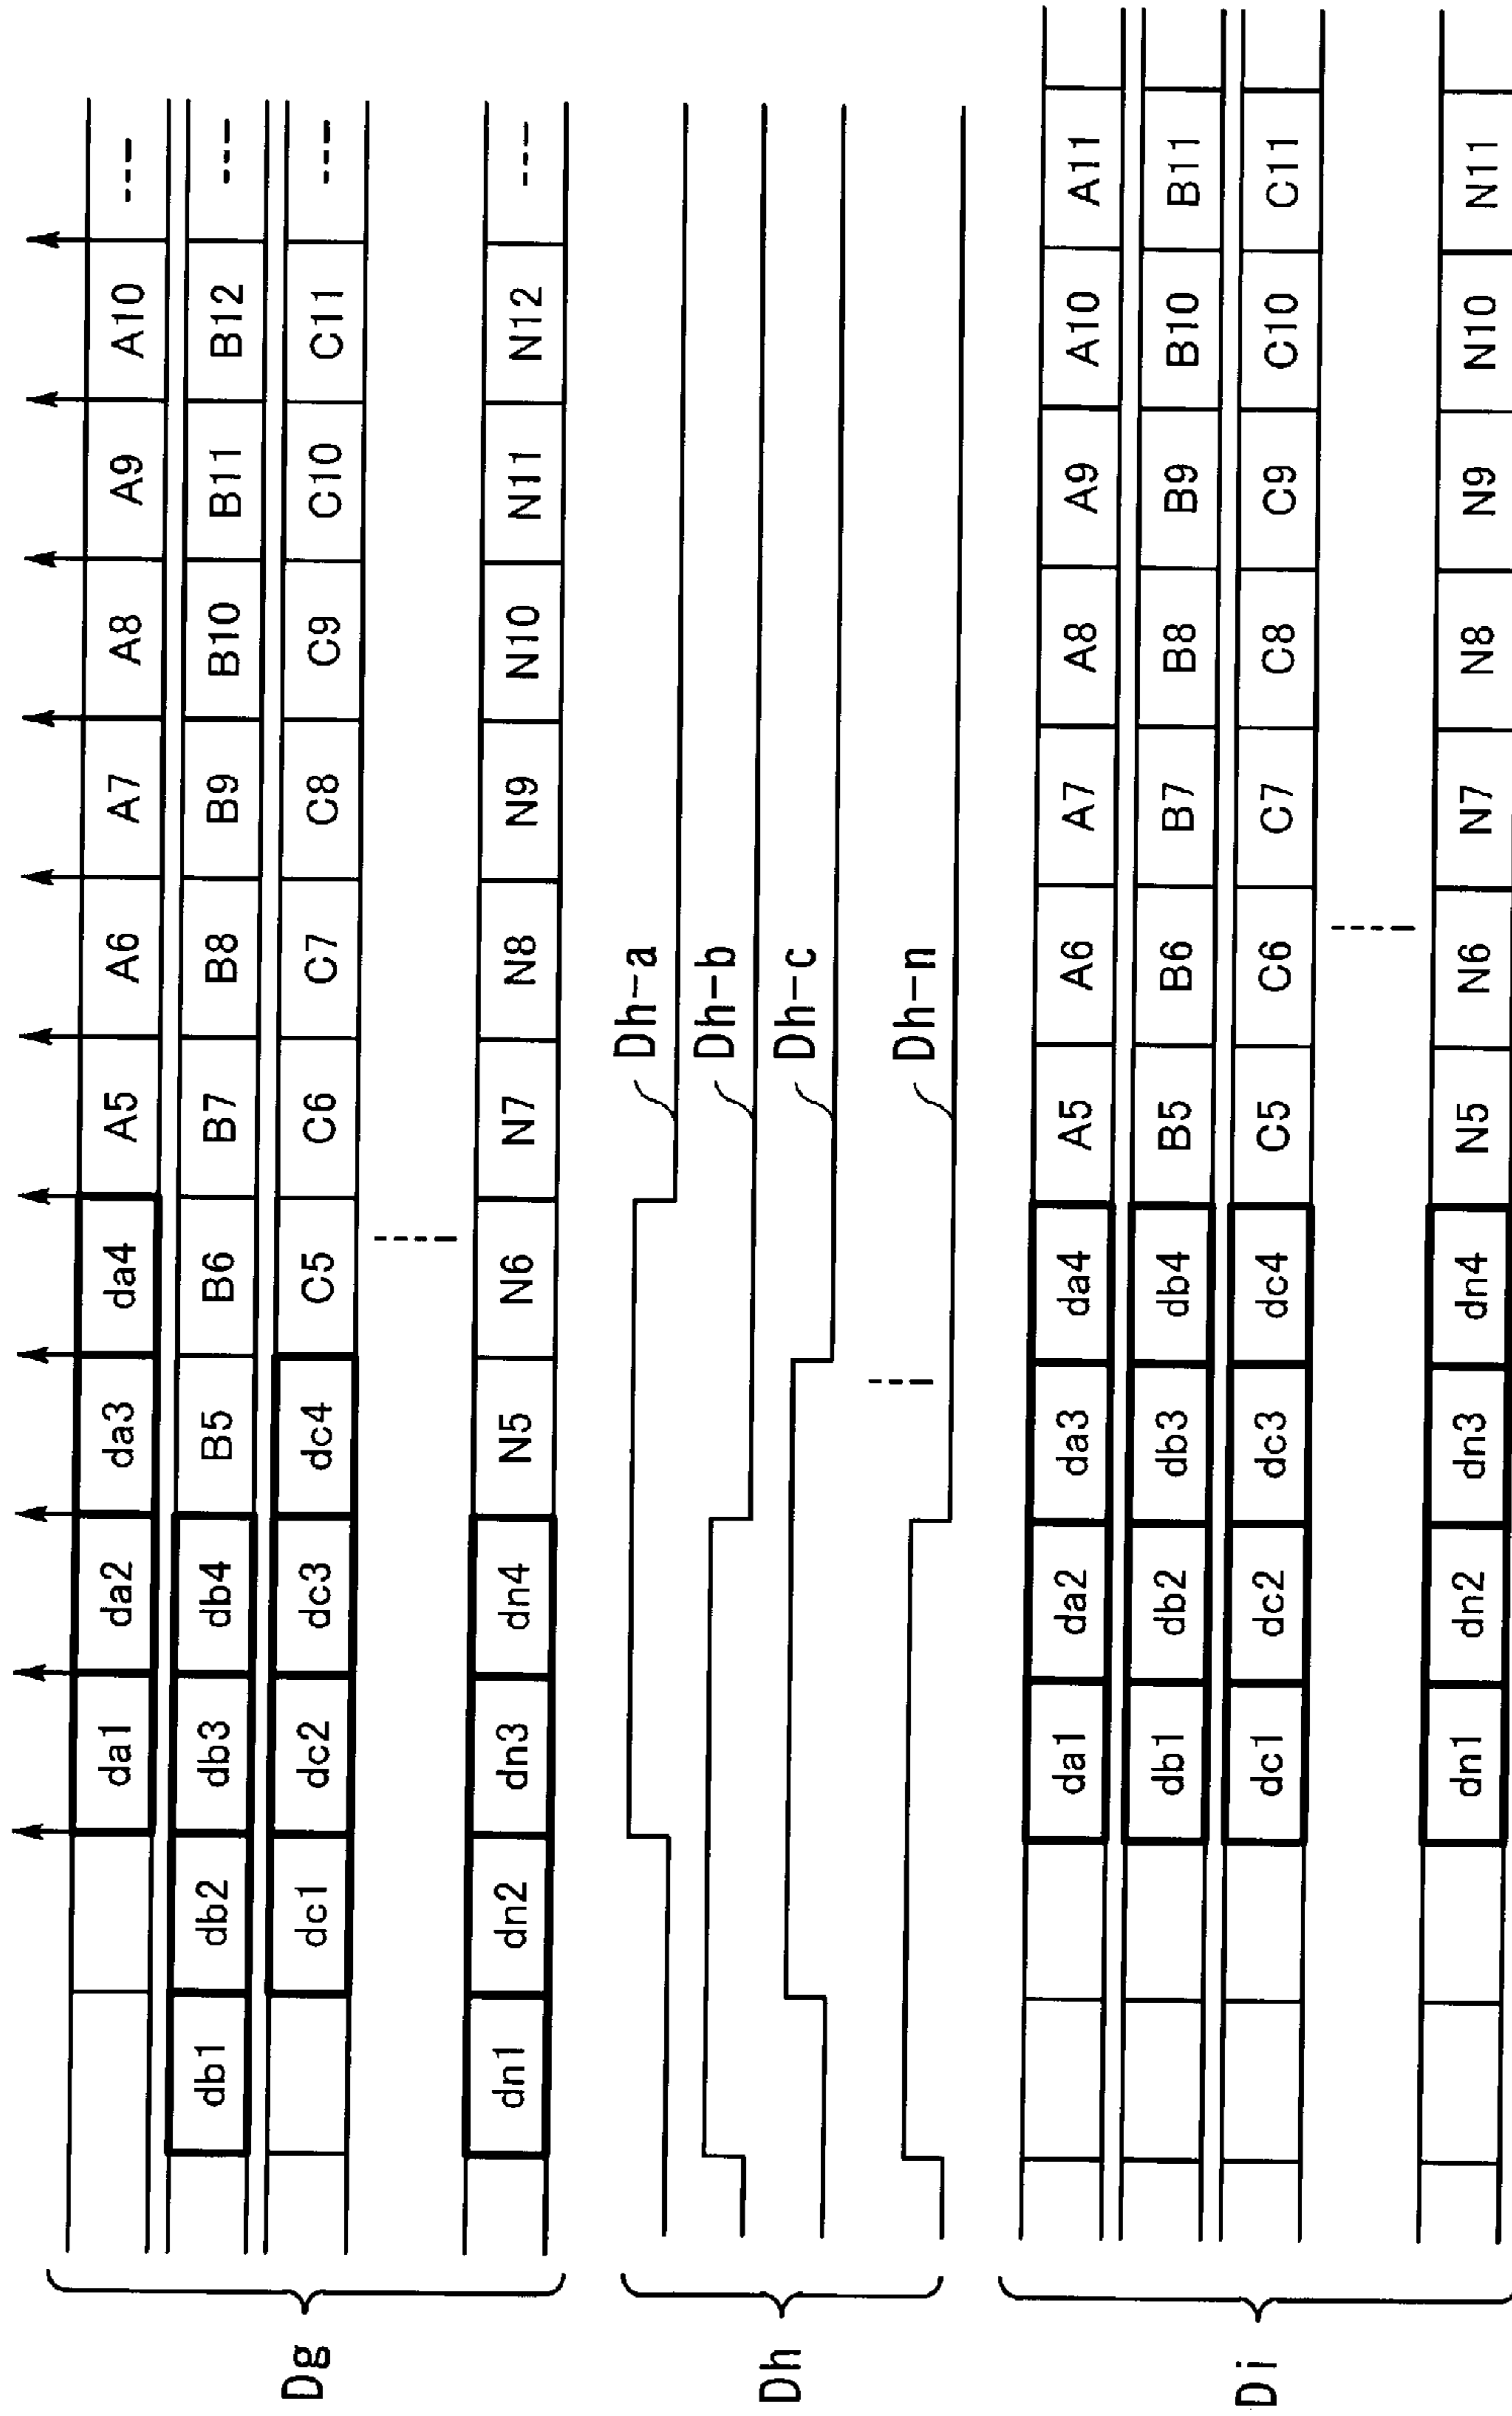 Dg
da1 da2 da3 da4 A5 A6 A7 A8 A9 A10 ---
db1 db2 db3 db4 B5 B6 B7 B8 B9 B10 B11 B12 ---
dc1 dc2 dc3 dc4 C5 C6 C7 C8 C9 C10 C11 ---
dn1 dn2 dn3 dn4 N5 N6 N7 N8 N9 N10 N11 N12 ---
Dh
Dh-a
Dh-b
Dh-c
Dh-n
Di
da1 da2 da3 da4 A5 A6 A7 A8 A9 A10 A11
db1 db2 db3 db4 B5 B6 B7 B8 B9 B10 B11
dc1 dc2 dc3 dc4 C5 C6 C7 C8 C9 C10 C11
dn1 dn2 dn3 dn4 N5 N6 N7 N8 N9 N10 N11